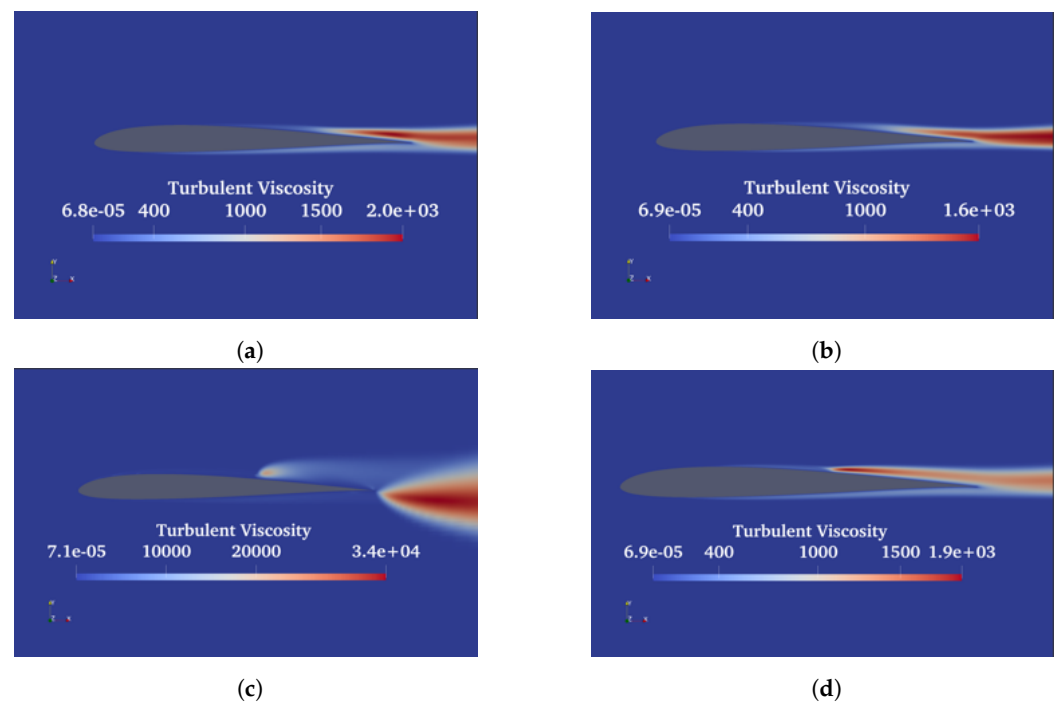 Turbulent Viscosity
6.8e-05 400 1000 1500 2.0e+03
(a)
Turbulent Viscosity
6.9e-05 400 1000 1.6e+03
(b)
Turbulent Viscosity
7.1e-05 10000 20000 3.4e+04
(c)
Turbulent Viscosity
6.9e-05 400 1000 1500 1.9e+03
(d)